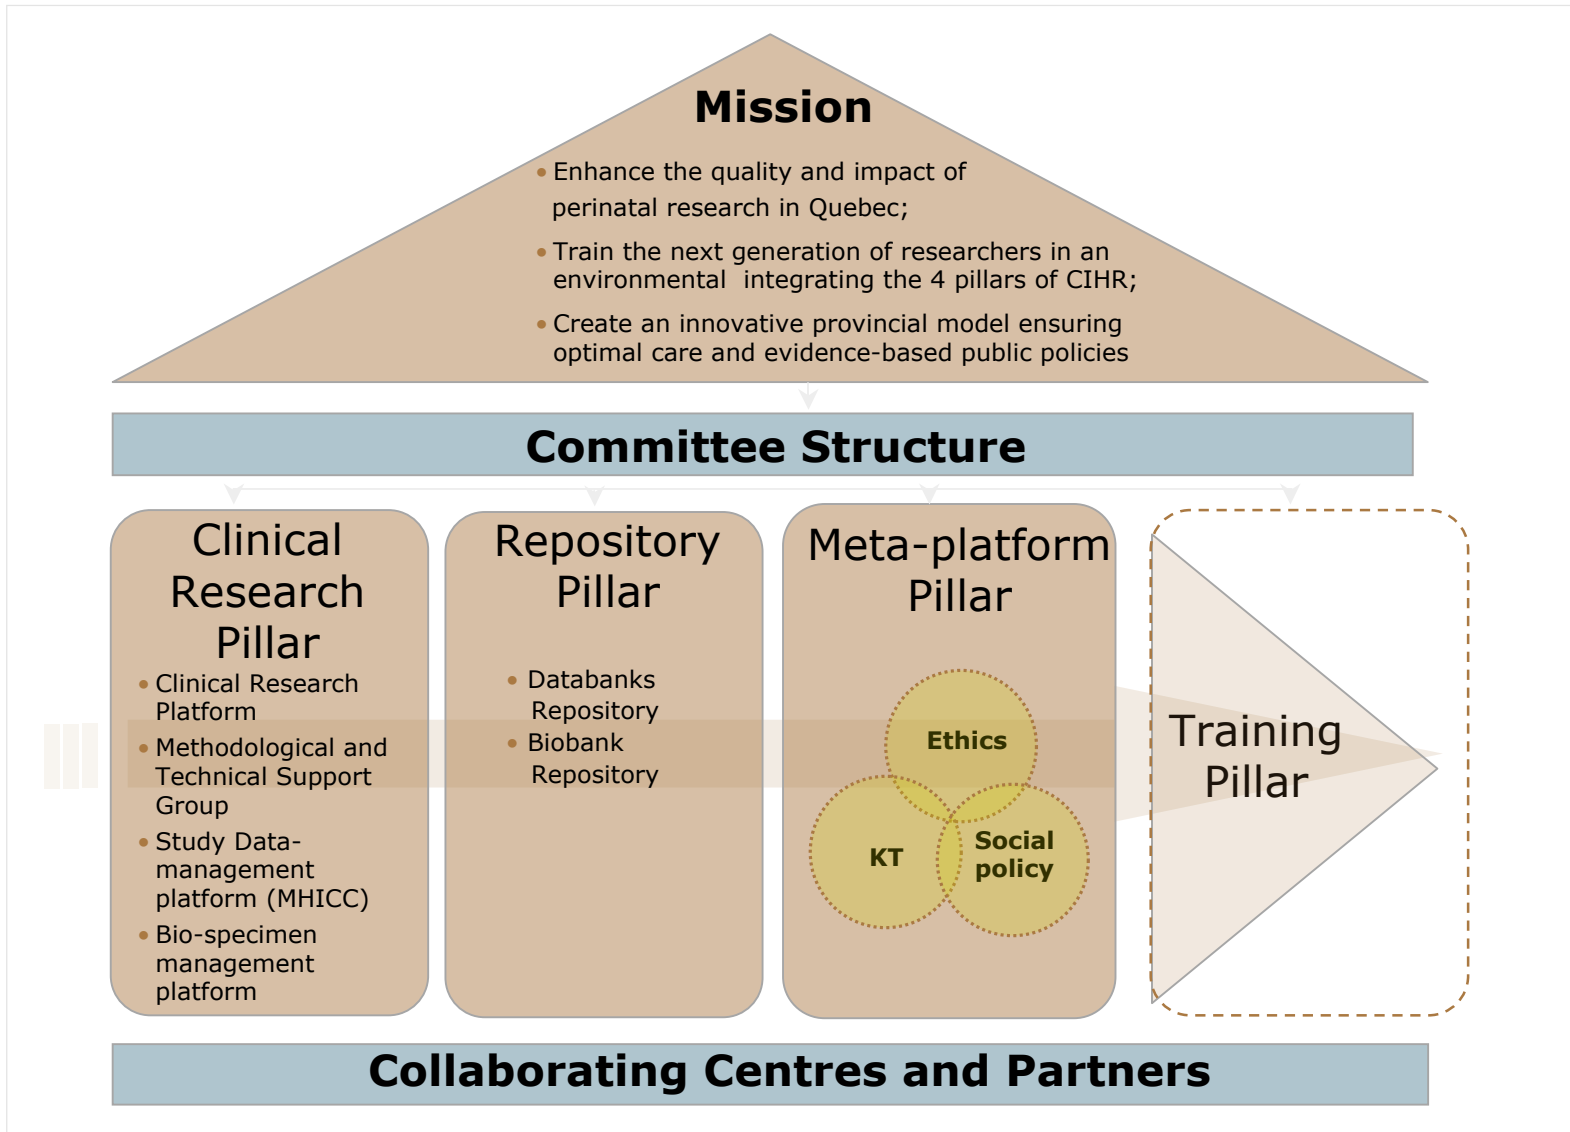 Mission
• Enhance the quality and impact of
perinatal research in Quebec;
• Train the next generation of researchers in an
environmental integrating the 4 pillars of CIHR;
• Create an innovative provincial model ensuring
optimal care and evidence-based public policies
Committee Structure
Clinical
Research
Pillar
• Clinical Research
Platform
• Methodological and
Technical Support
Group
• Study Data-
management
platform (MHICC)
• Bio-specimen
management
platform
Repository
Pillar
• Databanks
Repository
• Biobank
Repository
Meta-platform
Pillar
Ethics
KT
Social
policy
Training
Pillar
Collaborating Centres and Partners